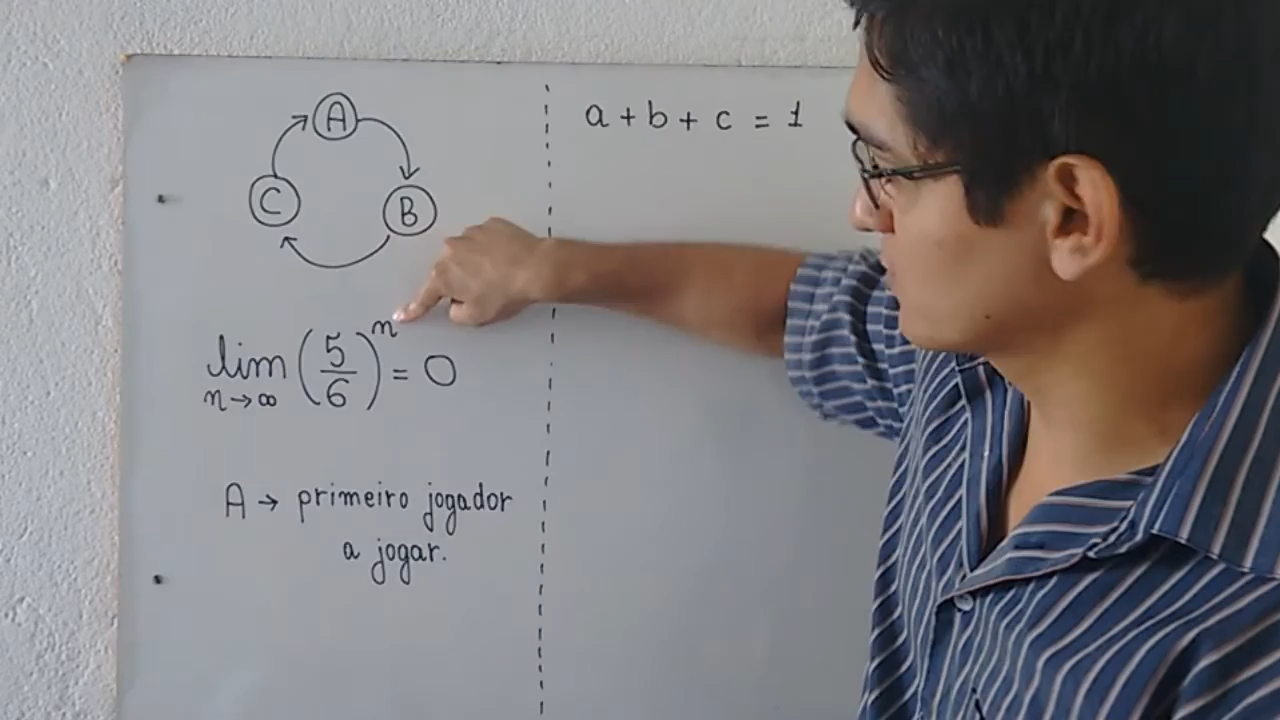 A
C
B
lim (5/6)^n = 0
n→∞
A → primeiro jogador
a jogar.
a + b + c = 1